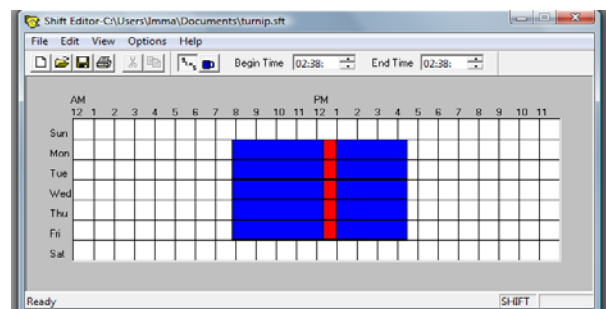 Shift Editor-C:\Users\Imma\Documents\turnip.sft
File Edit View Options Help
Begin Time 02:38: End Time 02:38:
AM PM
12 1 2 3 4 5 6 7 8 9 10 11 12 1 2 3 4 5 6 7 8 9 10 11
Sun
Mon
Tue
Wed
Thu
Fri
Sat
Ready SHIFT